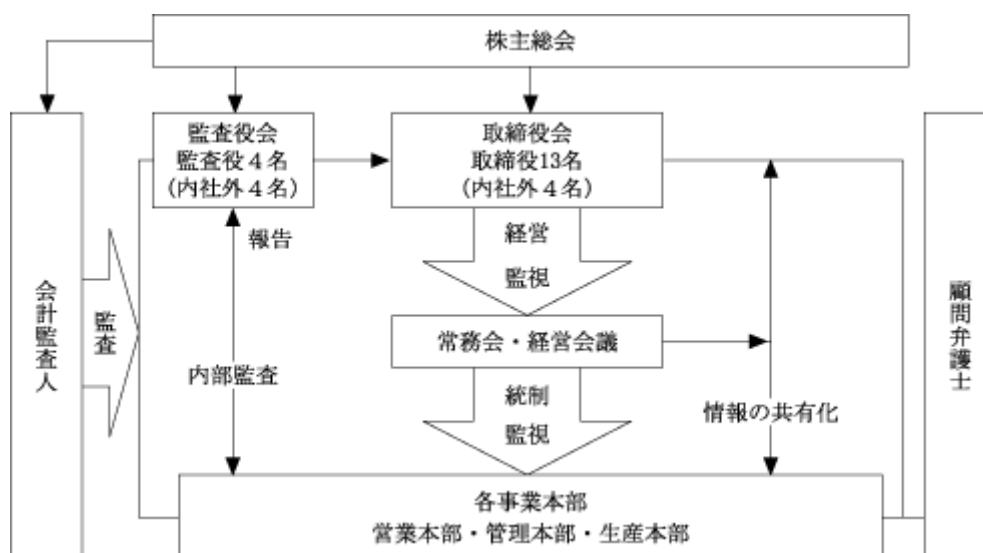 株主総会
監査役会
監査役４名
（内社外４名）
取締役会
取締役13名
（内社外４名）
報告
経営
監視
会計監査人
監査
顧問弁護士
常務会・経営会議
内部監査
統制
監視
情報の共有化
各事業本部
営業本部・管理本部・生産本部